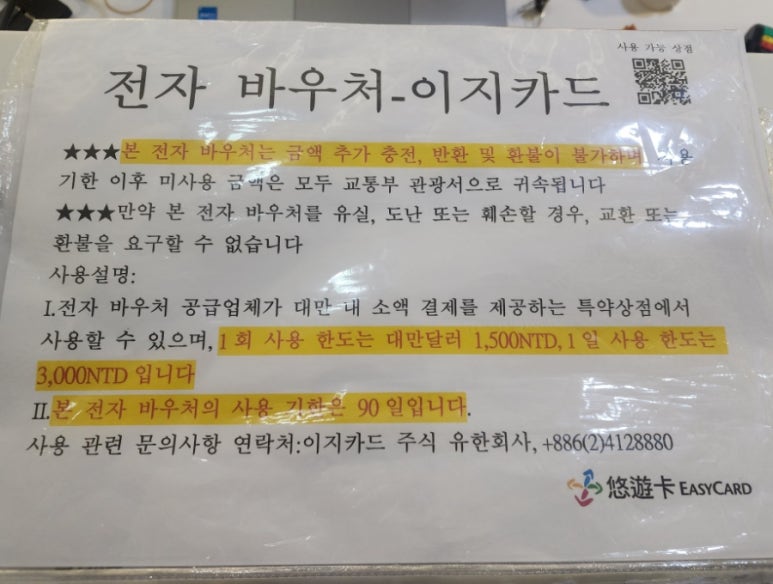 사용 가능 상점
전자 바우처-이지카드
★★★본 전자 바우처는 금액 추가 충전, 반환 및 환불이 불가하며
기한 이후 미사용 금액은 모두 교통부 관광서으로 귀속됩니다
★★★만약 본 전자 바우처를 유실, 도난 또는 훼손할 경우, 교환 또는
환불을 요구할 수 없습니다
사용설명:
I.전자 바우처 공급업체가 대만 내 소액 결제를 제공하는 특약상점에서
사용할 수 있으며, 1 회 사용 한도는 대만달러 1,500NTD, 1 일 사용 한도는
3,000NTD 입니다
II.본 전자 바우처의 사용 기한은 90 일입니다.
사용 관련 문의사항 연락처:이지카드 주식 유한회사, +886(2)4128880
悠遊卡 EASYCARD